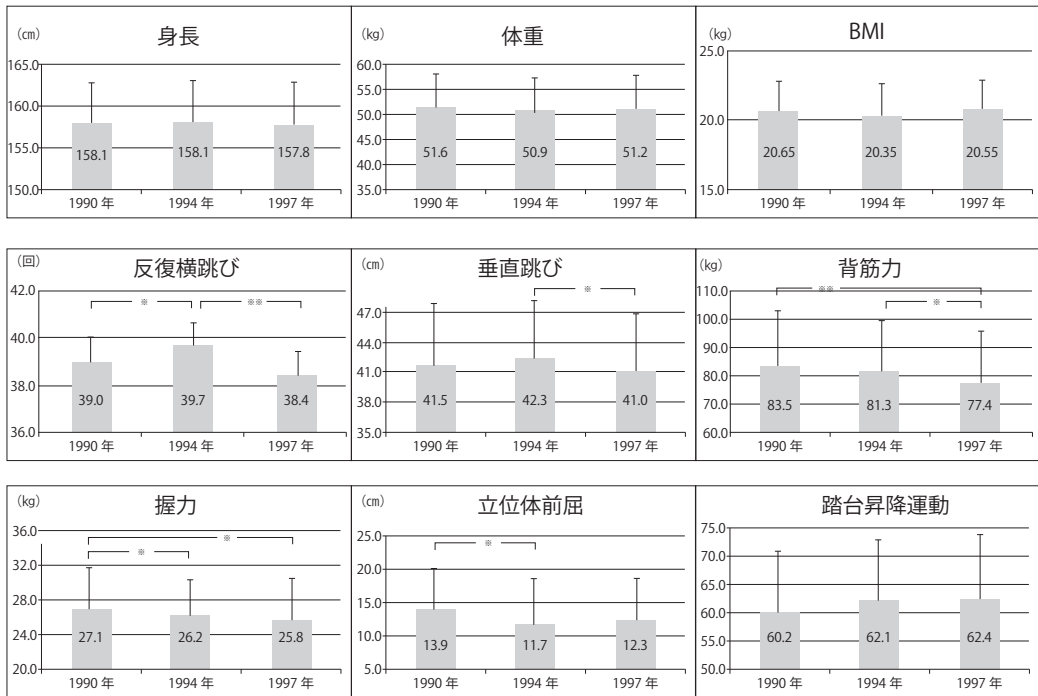 (cm)
身長
165.0
160.0
155.0
150.0
158.1
158.1
157.8
1990 年
1994 年
1997 年
(kg)
体重
60.0
55.0
50.0
45.0
40.0
35.0
51.6
50.9
51.2
1990 年
1994 年
1997 年
(kg)
BMI
25.0
20.0
15.0
20.65
20.35
20.55
1990 年
1994 年
1997 年
(回)
反復横跳び
42.0
40.0
38.0
36.0
※
※※
39.0
39.7
38.4
1990 年
1994 年
1997 年
(cm)
垂直跳び
47.0
44.0
41.0
38.0
35.0
※
41.5
42.3
41.0
1990 年
1994 年
1997 年
(kg)
背筋力
110.0
100.0
90.0
80.0
70.0
60.0
※※
※
83.5
81.3
77.4
1990 年
1994 年
1997 年
(kg)
握力
36.0
32.0
28.0
24.0
20.0
※
※
27.1
26.2
25.8
1990 年
1994 年
1997 年
(cm)
立位体前屈
25.0
20.0
15.0
10.0
5.0
※
13.9
11.7
12.3
1990 年
1994 年
1997 年
踏台昇降運動
75.0
70.0
65.0
60.0
55.0
50.0
60.2
62.1
62.4
1990 年
1994 年
1997 年